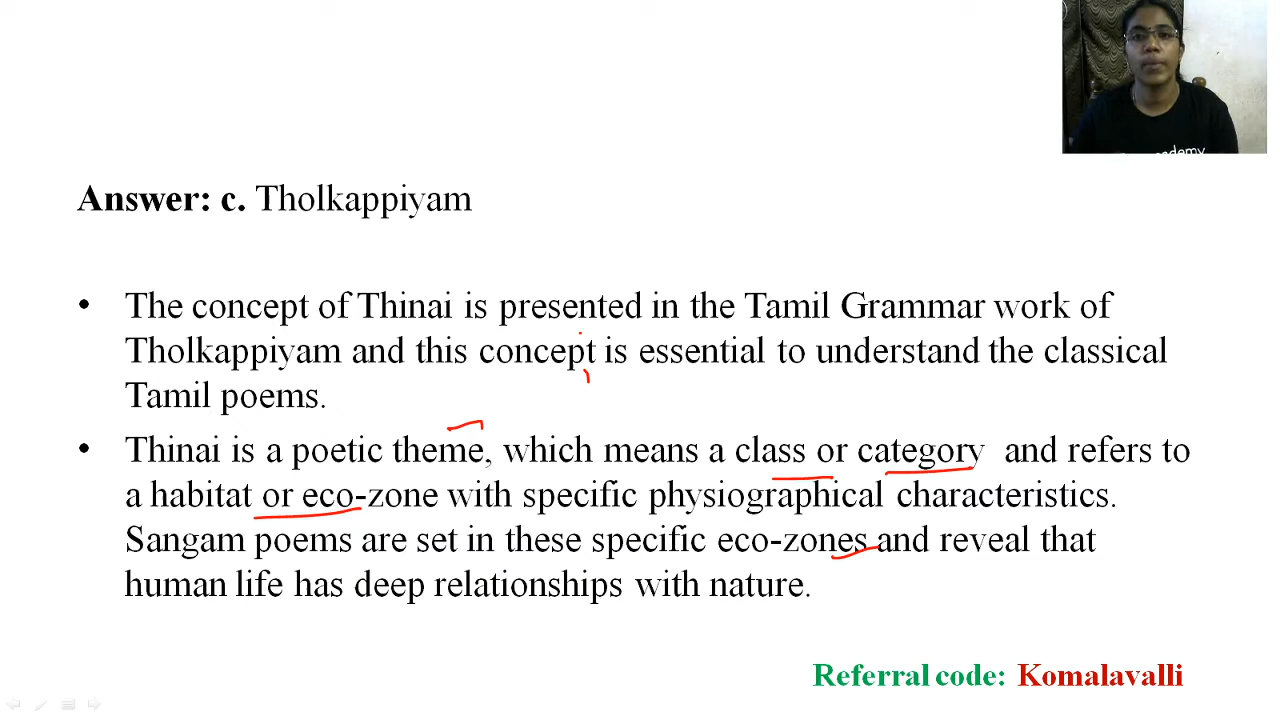 cademy
Answer: c. Tholkappiyam
• The concept of Thinai is presented in the Tamil Grammar work of
Tholkappiyam and this concept is essential to understand the classical
Tamil poems.
• Thinai is a poetic theme, which means a class or category and refers to
a habitat or eco-zone with specific physiographical characteristics.
Sangam poems are set in these specific eco-zones and reveal that
human life has deep relationships with nature.
Referral code: Komalavalli